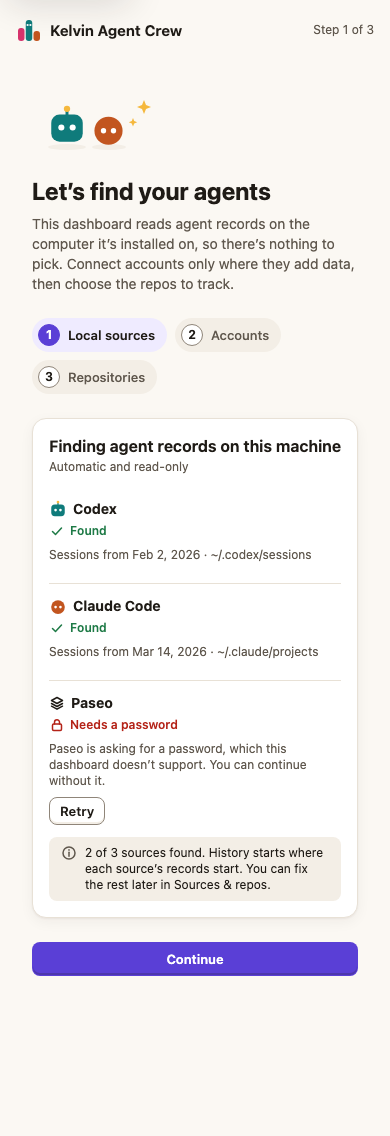 Kelvin Agent Crew
Step 1 of 3
Let’s find your agents
This dashboard reads agent records on the
computer it’s installed on, so there’s nothing to
pick. Connect accounts only where they add data,
then choose the repos to track.
1 Local sources
2 Accounts
3 Repositories
Finding agent records on this machine
Automatic and read-only
Codex
Found
Sessions from Feb 2, 2026 · ~/.codex/sessions
Claude Code
Found
Sessions from Mar 14, 2026 · ~/.claude/projects
Paseo
Needs a password
Paseo is asking for a password, which this
dashboard doesn’t support. You can continue
without it.
Retry
2 of 3 sources found. History starts where
each source’s records start. You can fix
the rest later in Sources & repos.
Continue